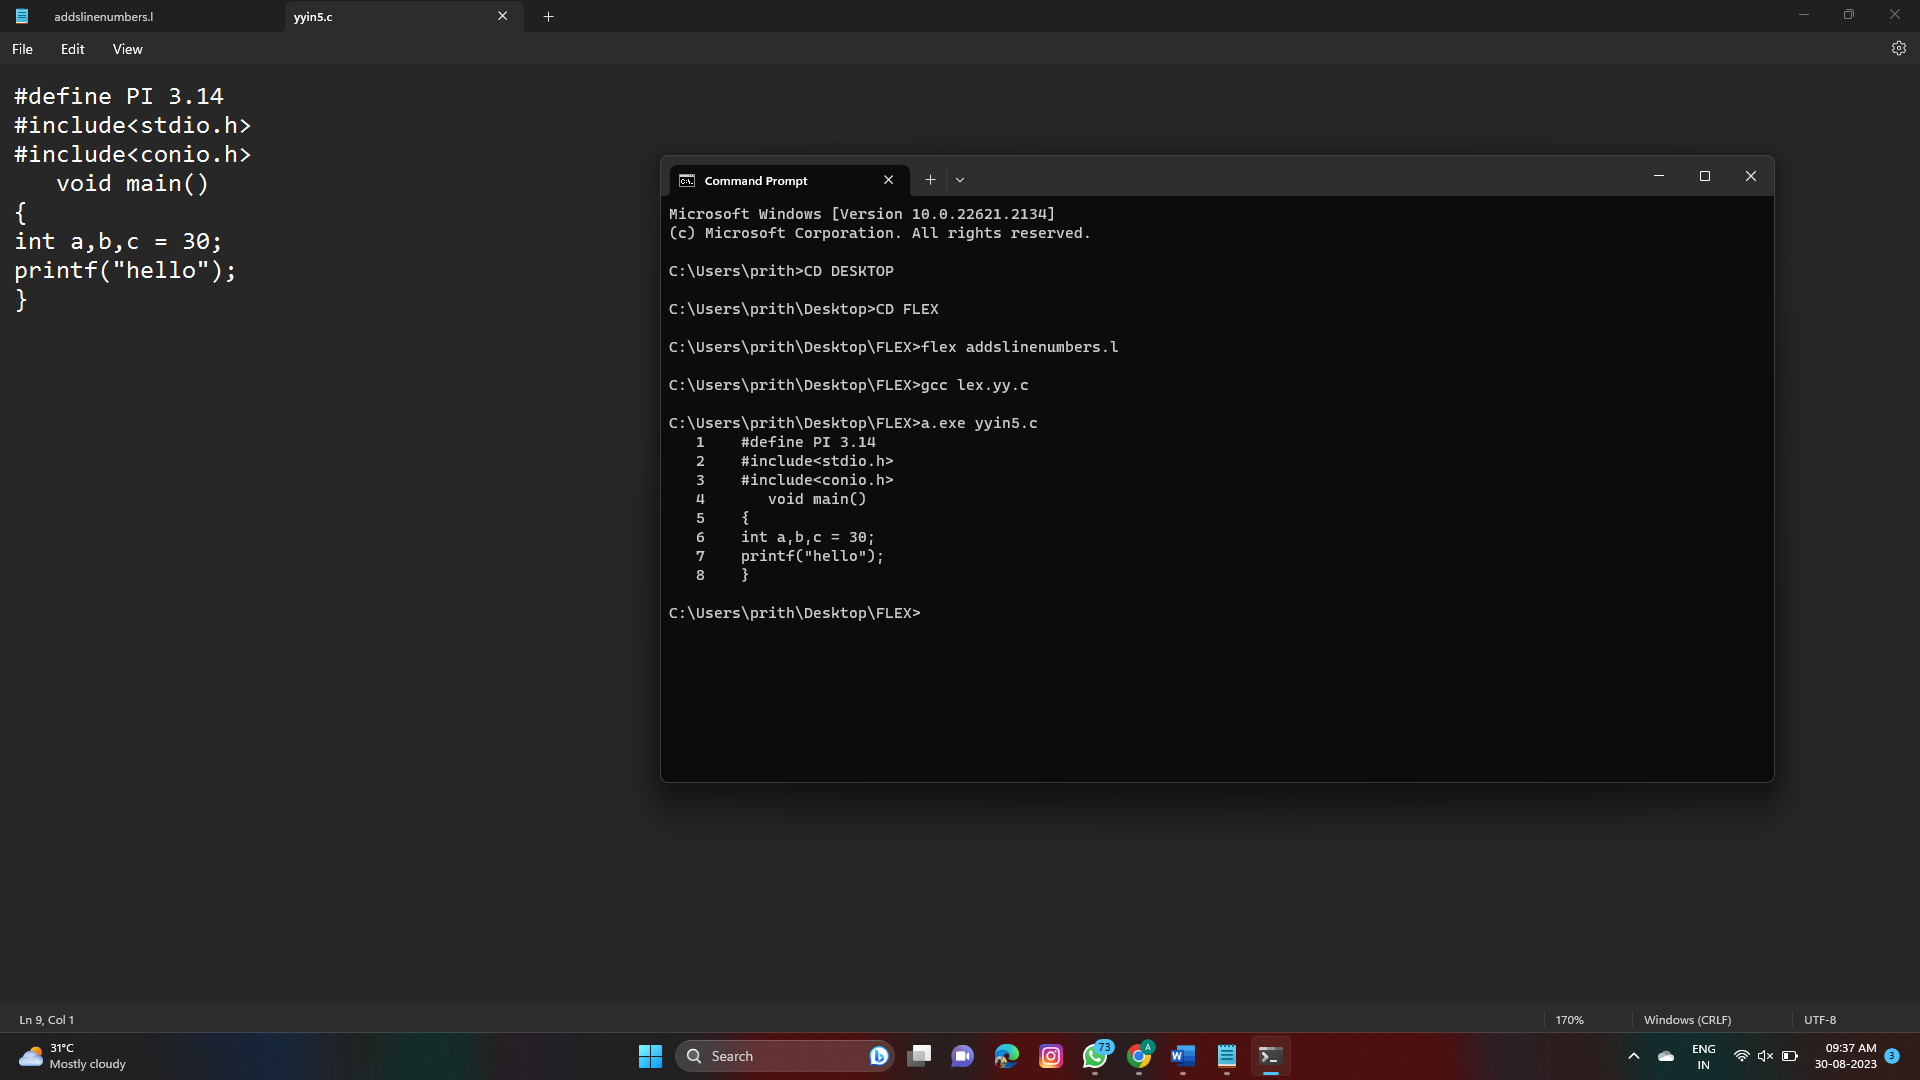 addslinenumbers.l
yyin5.c
File Edit View
#define PI 3.14
#include<stdio.h>
#include<conio.h>
   void main()
{
int a,b,c = 30;
printf("hello");
}
Command Prompt
Microsoft Windows [Version 10.0.22621.2134]
(c) Microsoft Corporation. All rights reserved.
C:\Users\prith>CD DESKTOP
C:\Users\prith\Desktop>CD FLEX
C:\Users\prith\Desktop\FLEX>flex addslinenumbers.l
C:\Users\prith\Desktop\FLEX>gcc lex.yy.c
C:\Users\prith\Desktop\FLEX>a.exe yyin5.c
   1    #define PI 3.14
   2    #include<stdio.h>
   3    #include<conio.h>
   4       void main()
   5    {
   6    int a,b,c = 30;
   7    printf("hello");
   8    }
C:\Users\prith\Desktop\FLEX>
Ln 9, Col 1
170%
Windows (CRLF)
UTF-8
31°C
Mostly cloudy
Search
73
A
ENG
IN
09:37 AM
30-08-2023
3